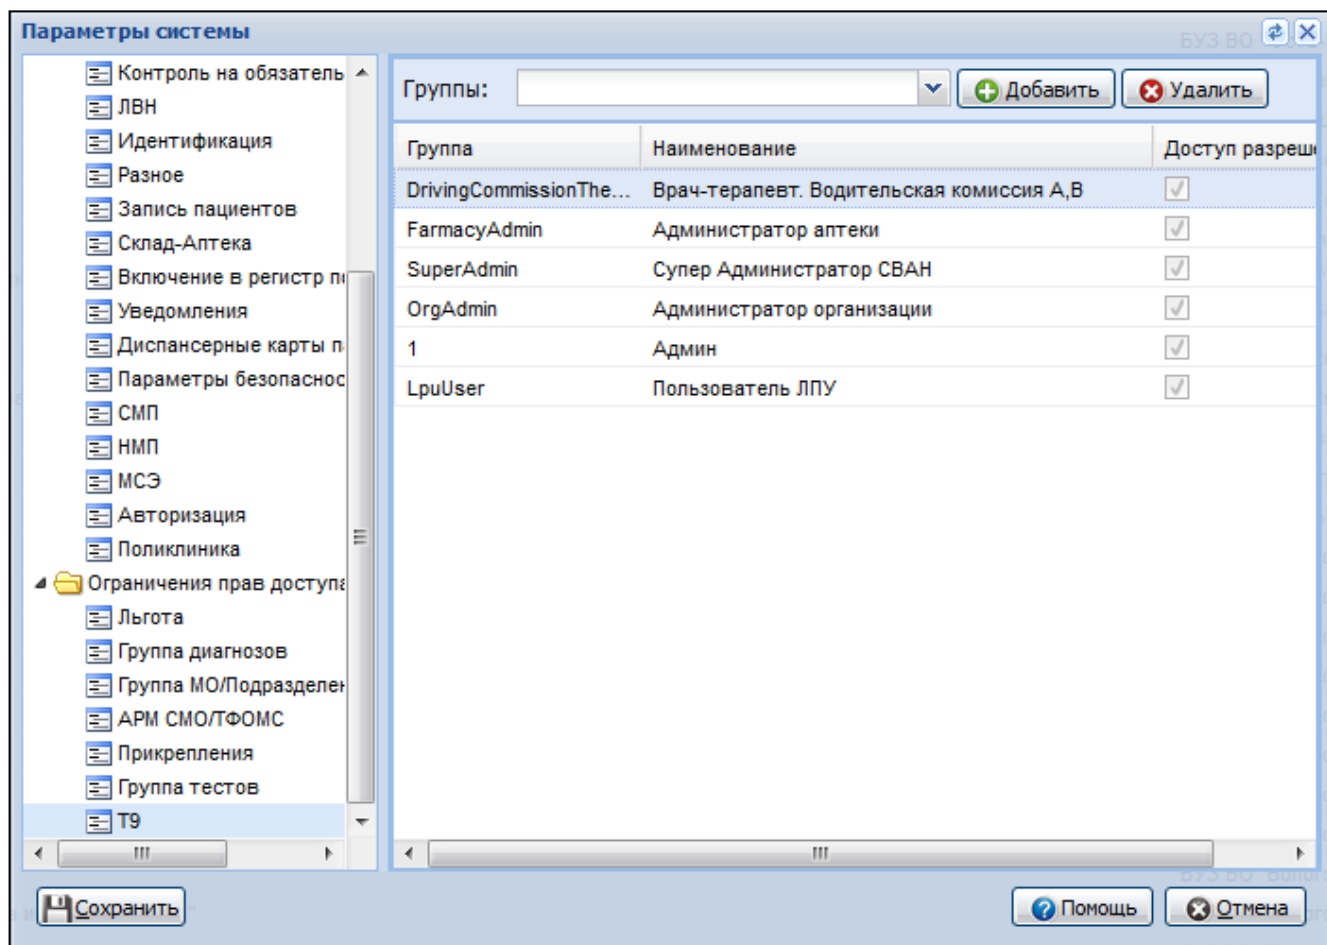 Параметры системы
Контроль на обязатель
ЛВН
Идентификация
Разное
Запись пациентов
Склад-Аптека
Включение в регистр п
Уведомления
Диспансерные карты п
Параметры безопаснос
СМП
НМП
МСЭ
Авторизация
Поликлиника
Ограничения прав доступа
Льгота
Группа диагнозов
Группа МО/Подразделен
АРМ СМО/ТФОМС
Прикрепления
Группа тестов
Т9
Группы: Добавить Удалить
Группа Наименование Доступ разреше
DrivingCommissionThe... Врач-терапевт. Водительская комиссия А,В
FarmacyAdmin Администратор аптеки
SuperAdmin Супер Администратор СВАН
OrgAdmin Администратор организации
1 Админ
LpuUser Пользователь ЛПУ
Сохранить Помощь Отмена